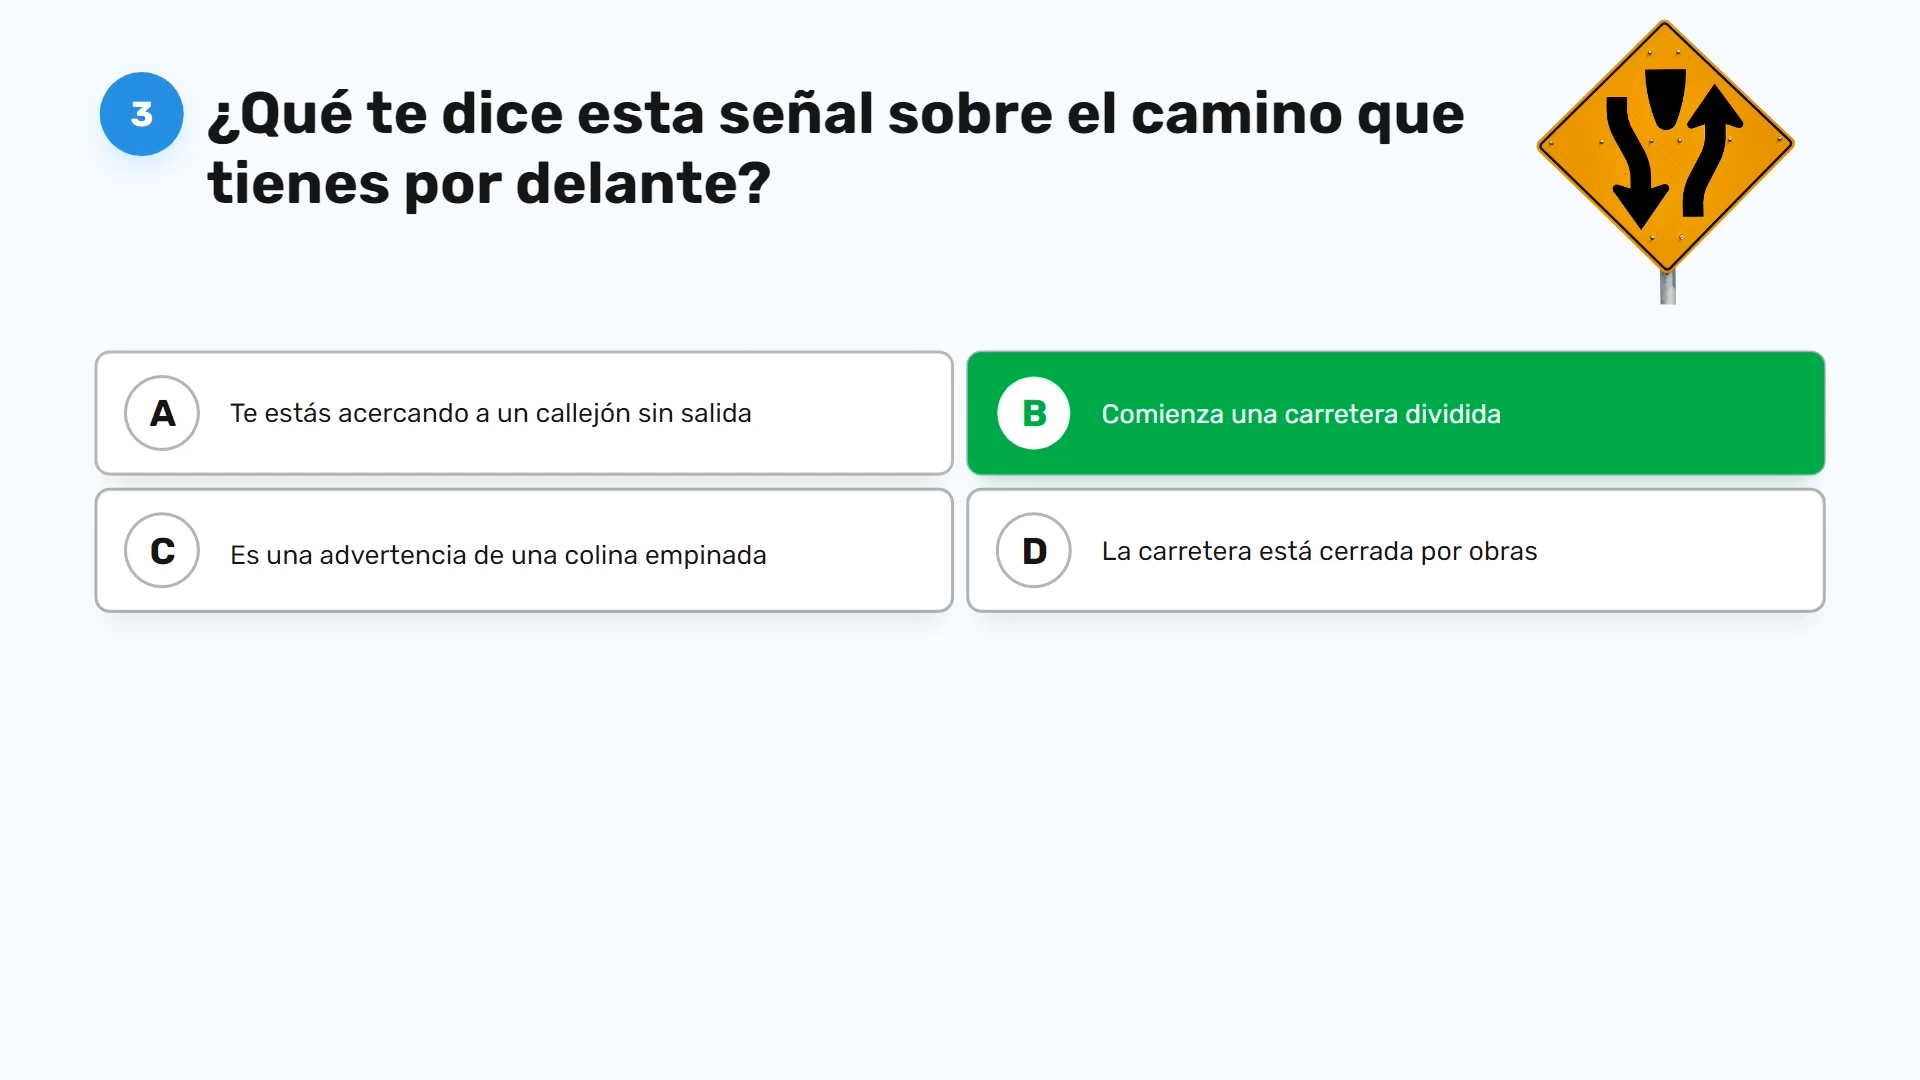 3
¿Qué te dice esta señal sobre el camino que
tienes por delante?
A
Te estás acercando a un callejón sin salida
B
Comienza una carretera dividida
C
Es una advertencia de una colina empinada
D
La carretera está cerrada por obras